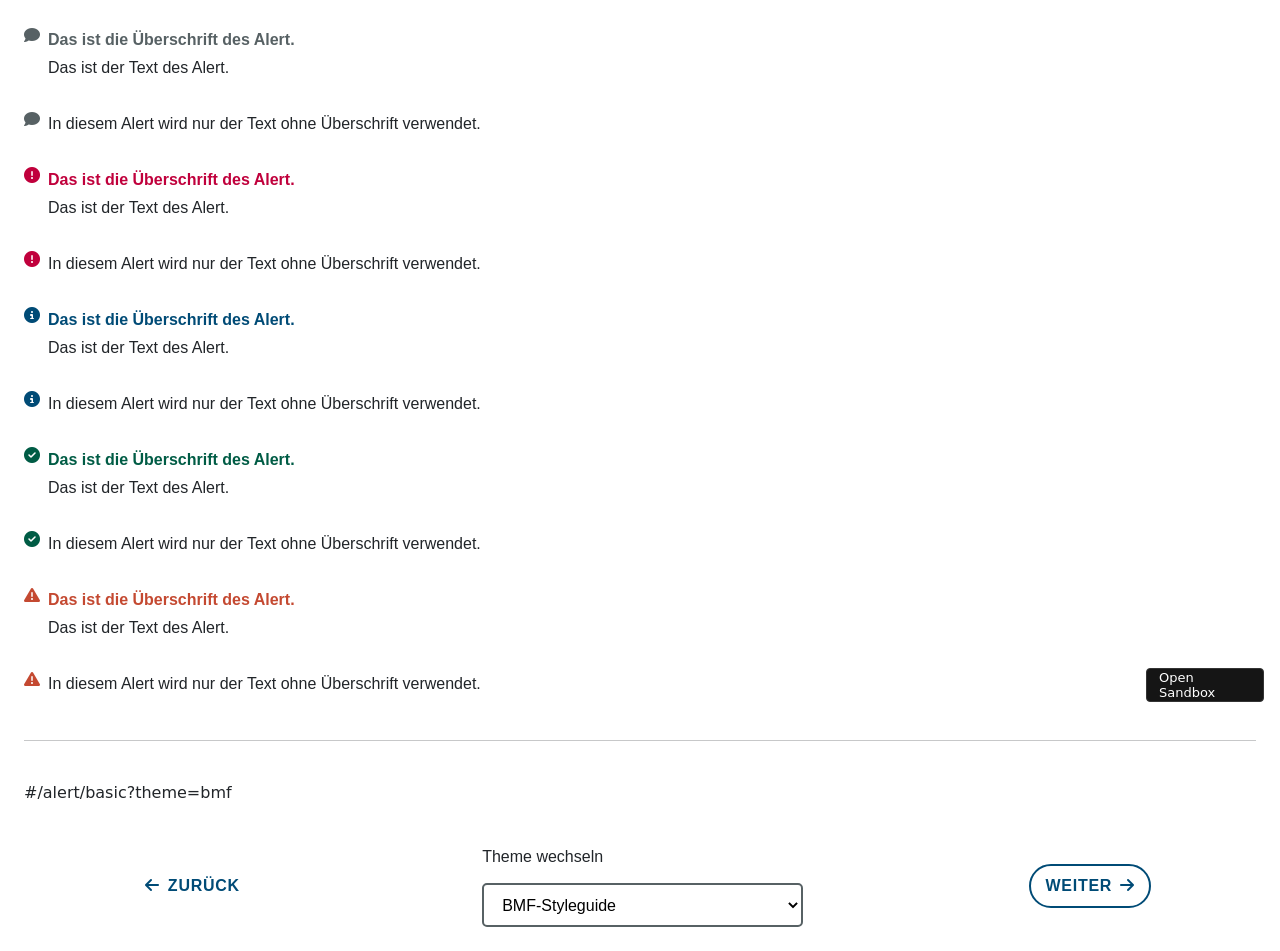 Das ist die Überschrift des Alert.
Das ist der Text des Alert.
In diesem Alert wird nur der Text ohne Überschrift verwendet.
Das ist die Überschrift des Alert.
Das ist der Text des Alert.
In diesem Alert wird nur der Text ohne Überschrift verwendet.
Das ist die Überschrift des Alert.
Das ist der Text des Alert.
In diesem Alert wird nur der Text ohne Überschrift verwendet.
Das ist die Überschrift des Alert.
Das ist der Text des Alert.
In diesem Alert wird nur der Text ohne Überschrift verwendet.
Das ist die Überschrift des Alert.
Das ist der Text des Alert.
In diesem Alert wird nur der Text ohne Überschrift verwendet.
Open
Sandbox
#/alert/basic?theme=bmf
Theme wechseln
ZURÜCK
BMF-Styleguide
WEITER